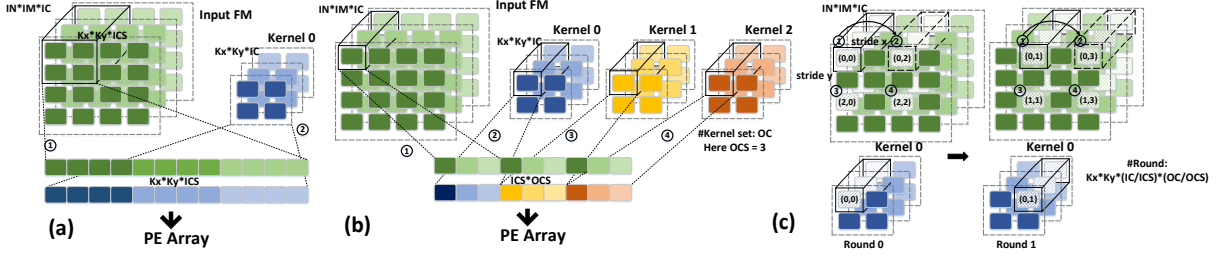 IN*IM*IC
Input FM
Kx*Ky*ICS
Kernel 0
Kx*Ky*IC
①
②
Kx*Ky*ICS
(a)
PE Array
IN*IM*IC
Input FM
Kernel 0
Kernel 1
Kernel 2
Kx*Ky*IC
①
②
③
④
#Kernel set: OC
Here OCS = 3
ICS*OCS
(b)
PE Array
IN*IM*IC
① ②
stride x
(0,0) (0,2)
stride y
③ ④
(2,0) (2,2)
① ②
(0,1) (0,3)
③ ④
(1,1) (1,3)
Kernel 0
Kernel 0
#Round:
Kx*Ky*(IC/ICS)*(OC/OCS)
(0,0)
(0,1)
(c)
Round 0
Round 1